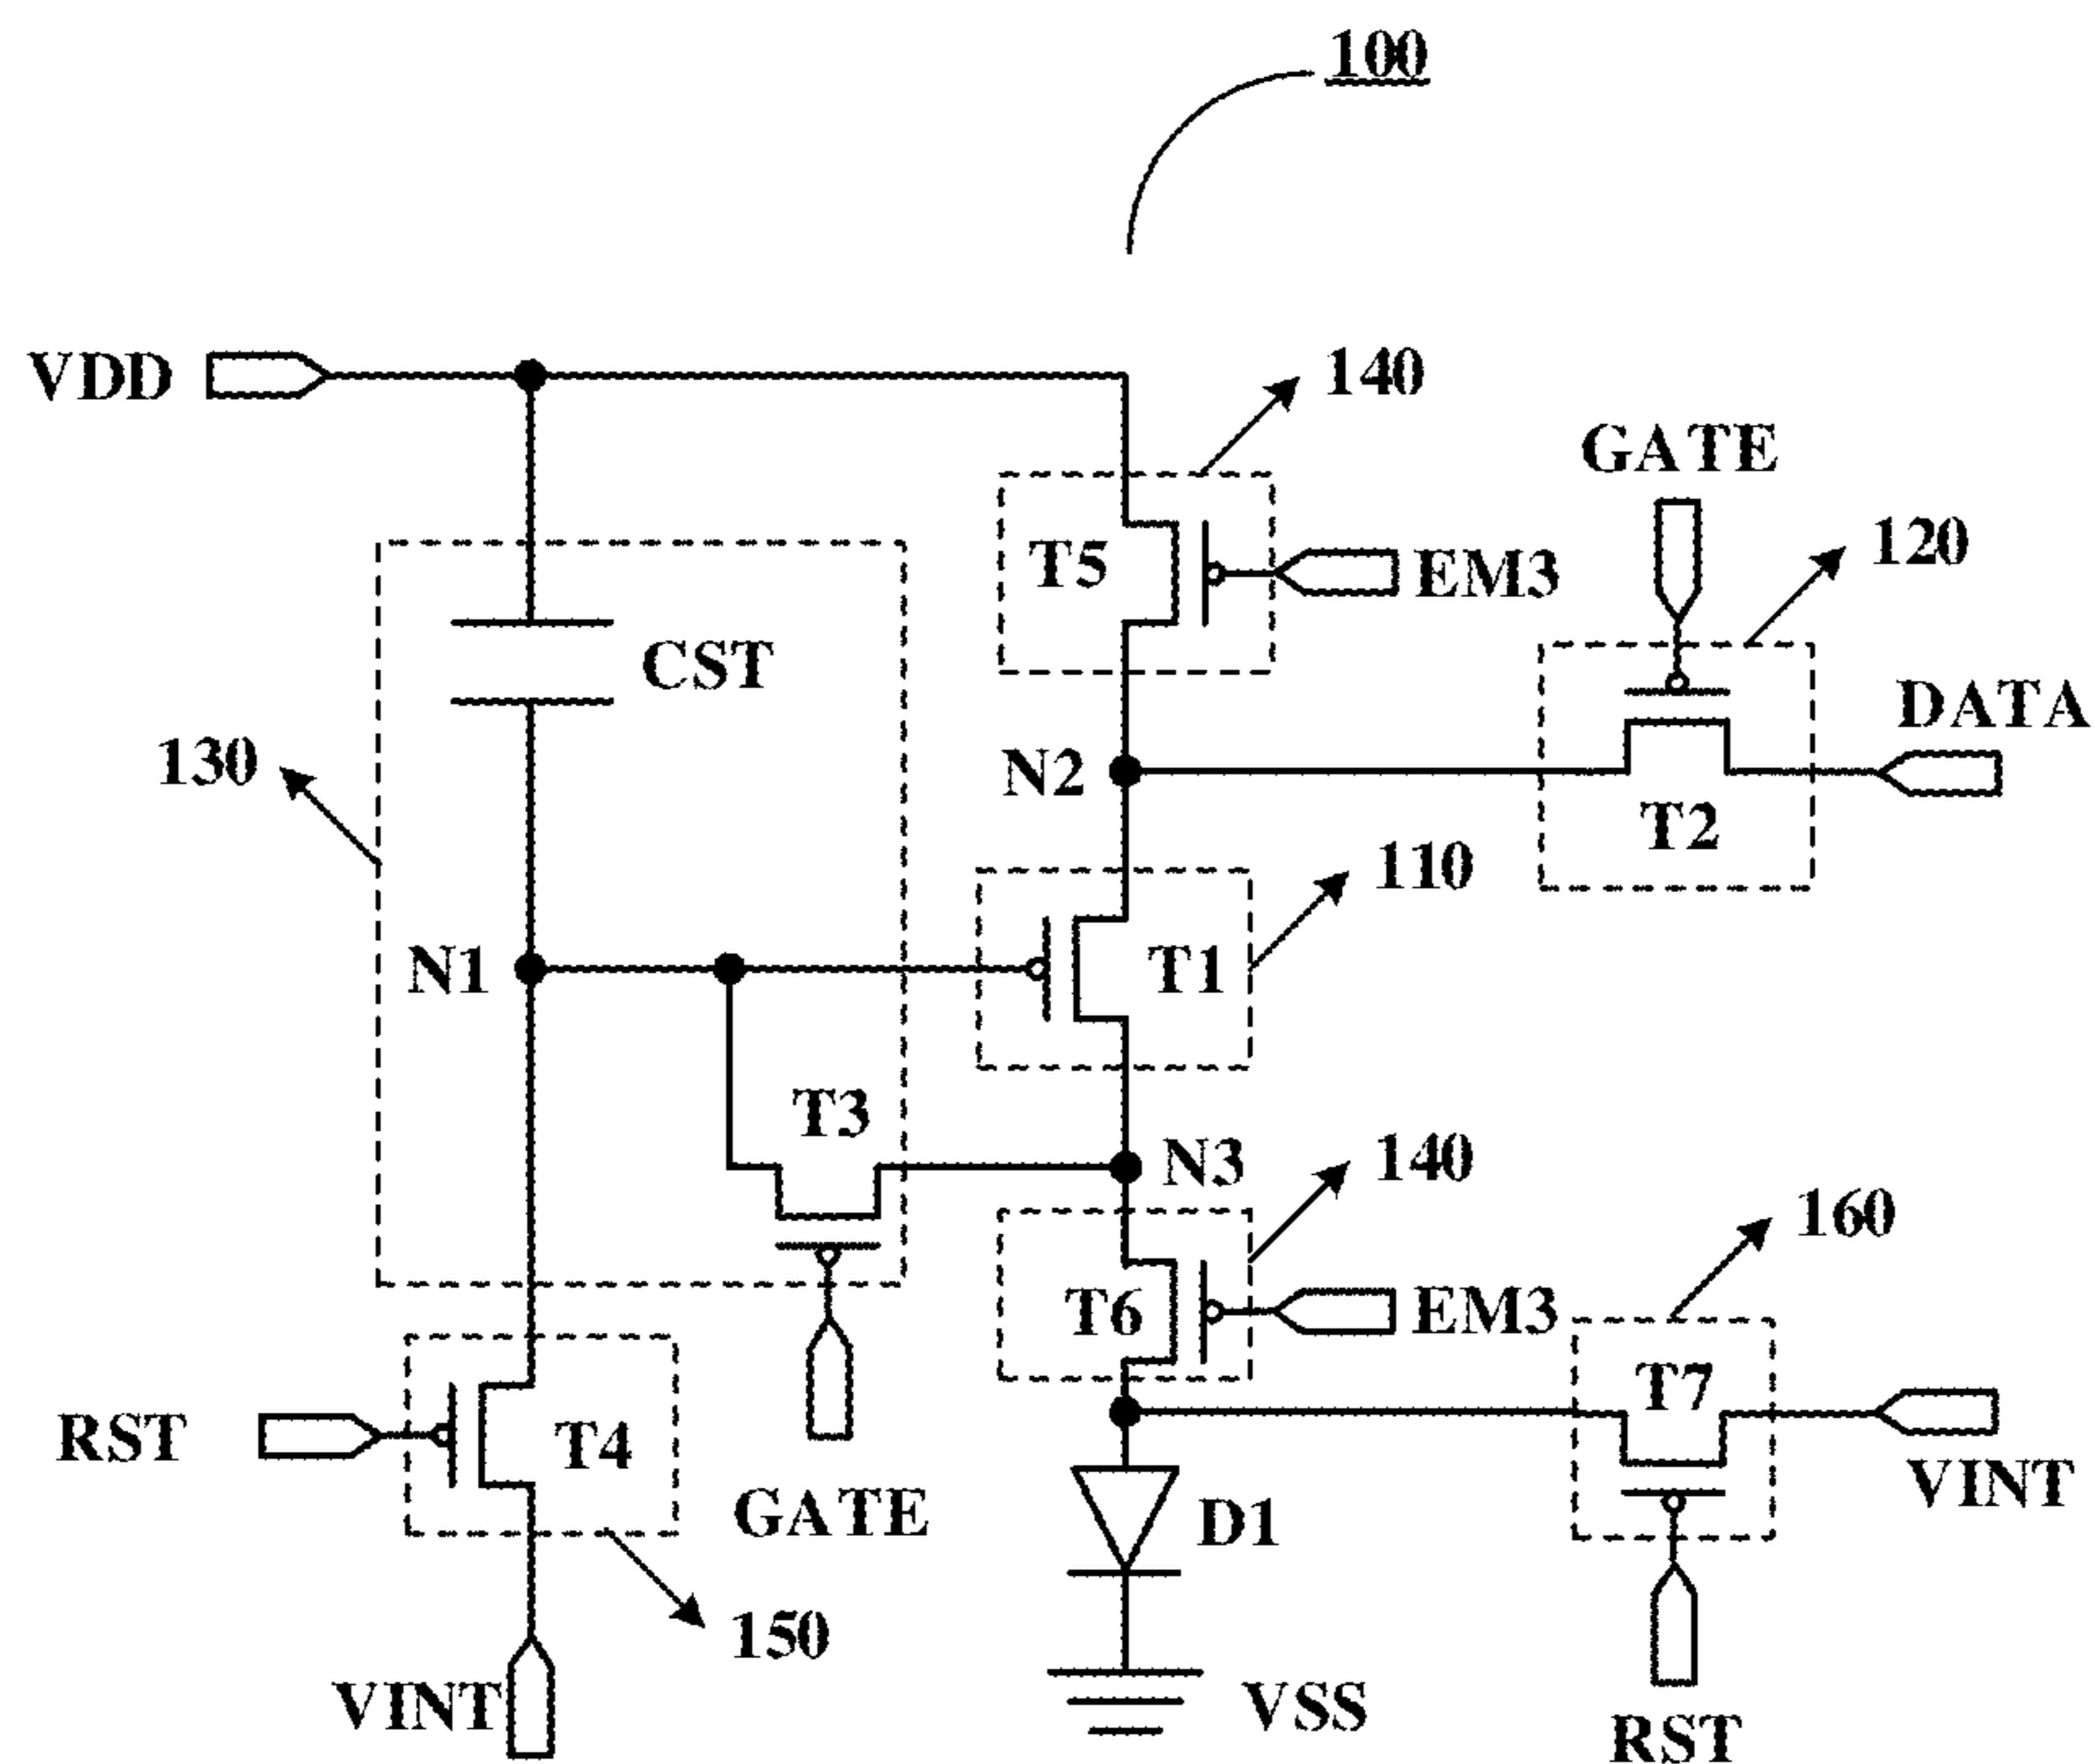 100
VDD
140
GATE
T5
EM3
120
CST
DATA
130
N2
T2
110
N1
T1
T3
N3
140
160
T6
EM3
T7
RST
T4
GATE
D1
VINT
150
VINT
VSS
RST